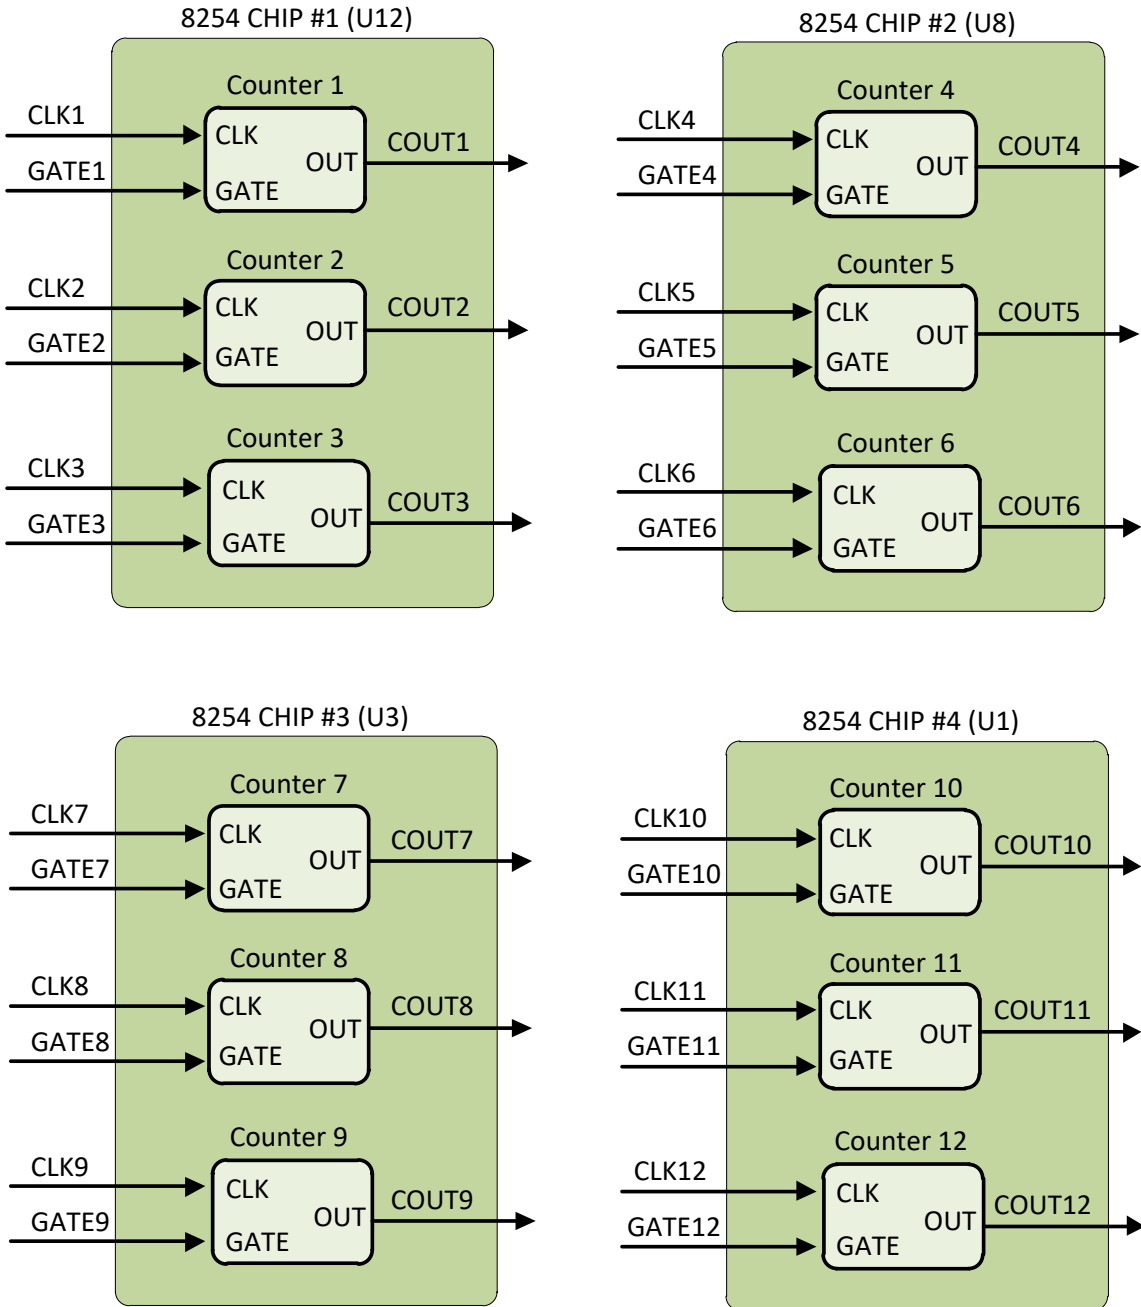 8254 CHIP #1 (U12)
Counter 1
CLK1
CLK
COUT1
OUT
GATE1
GATE
Counter 2
CLK2
CLK
COUT2
OUT
GATE2
GATE
Counter 3
CLK3
CLK
COUT3
OUT
GATE3
GATE
8254 CHIP #2 (U8)
Counter 4
CLK4
CLK
COUT4
OUT
GATE4
GATE
Counter 5
CLK5
CLK
COUT5
OUT
GATE5
GATE
Counter 6
CLK6
CLK
COUT6
OUT
GATE6
GATE
8254 CHIP #3 (U3)
Counter 7
CLK7
CLK
COUT7
OUT
GATE7
GATE
Counter 8
CLK8
CLK
COUT8
OUT
GATE8
GATE
Counter 9
CLK9
CLK
COUT9
OUT
GATE9
GATE
8254 CHIP #4 (U1)
Counter 10
CLK10
CLK
COUT10
OUT
GATE10
GATE
Counter 11
CLK11
CLK
COUT11
OUT
GATE11
GATE
Counter 12
CLK12
CLK
COUT12
OUT
GATE12
GATE